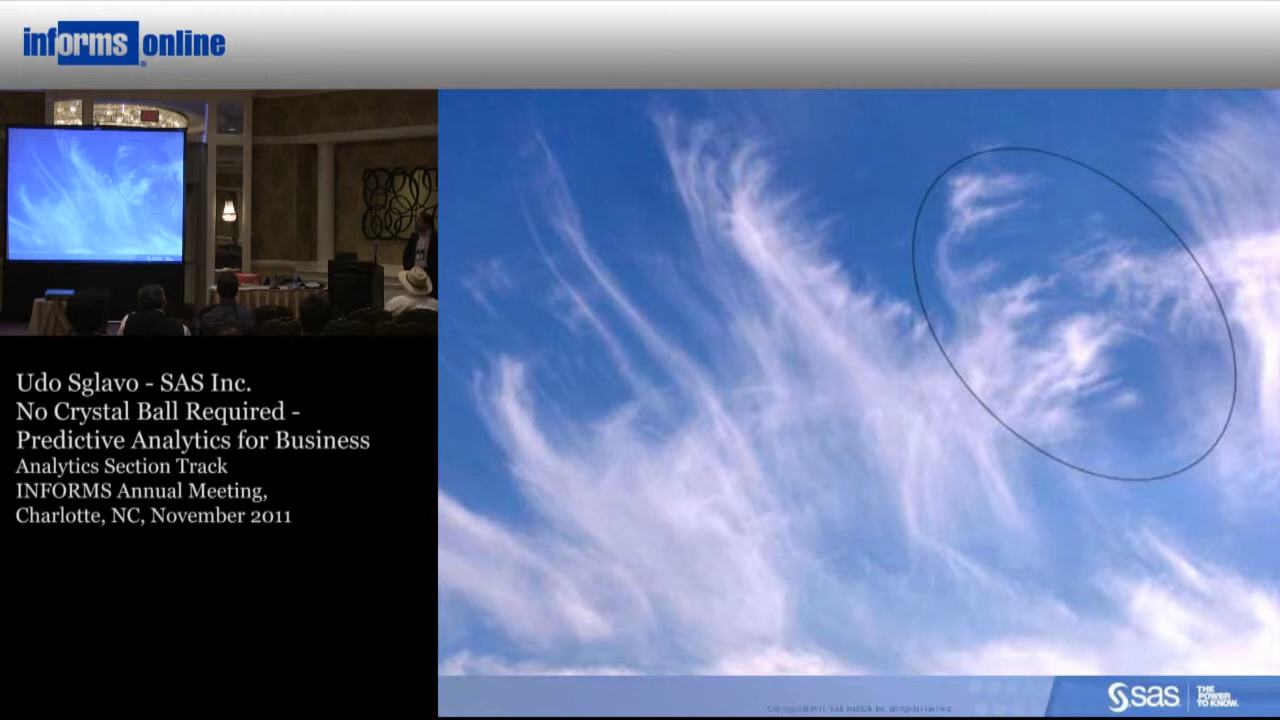 informs online
Udo Sglavo - SAS Inc.
No Crystal Ball Required -
Predictive Analytics for Business
Analytics Section Track
INFORMS Annual Meeting,
Charlotte, NC, November 2011
sas
THE
POWER
TO KNOW.